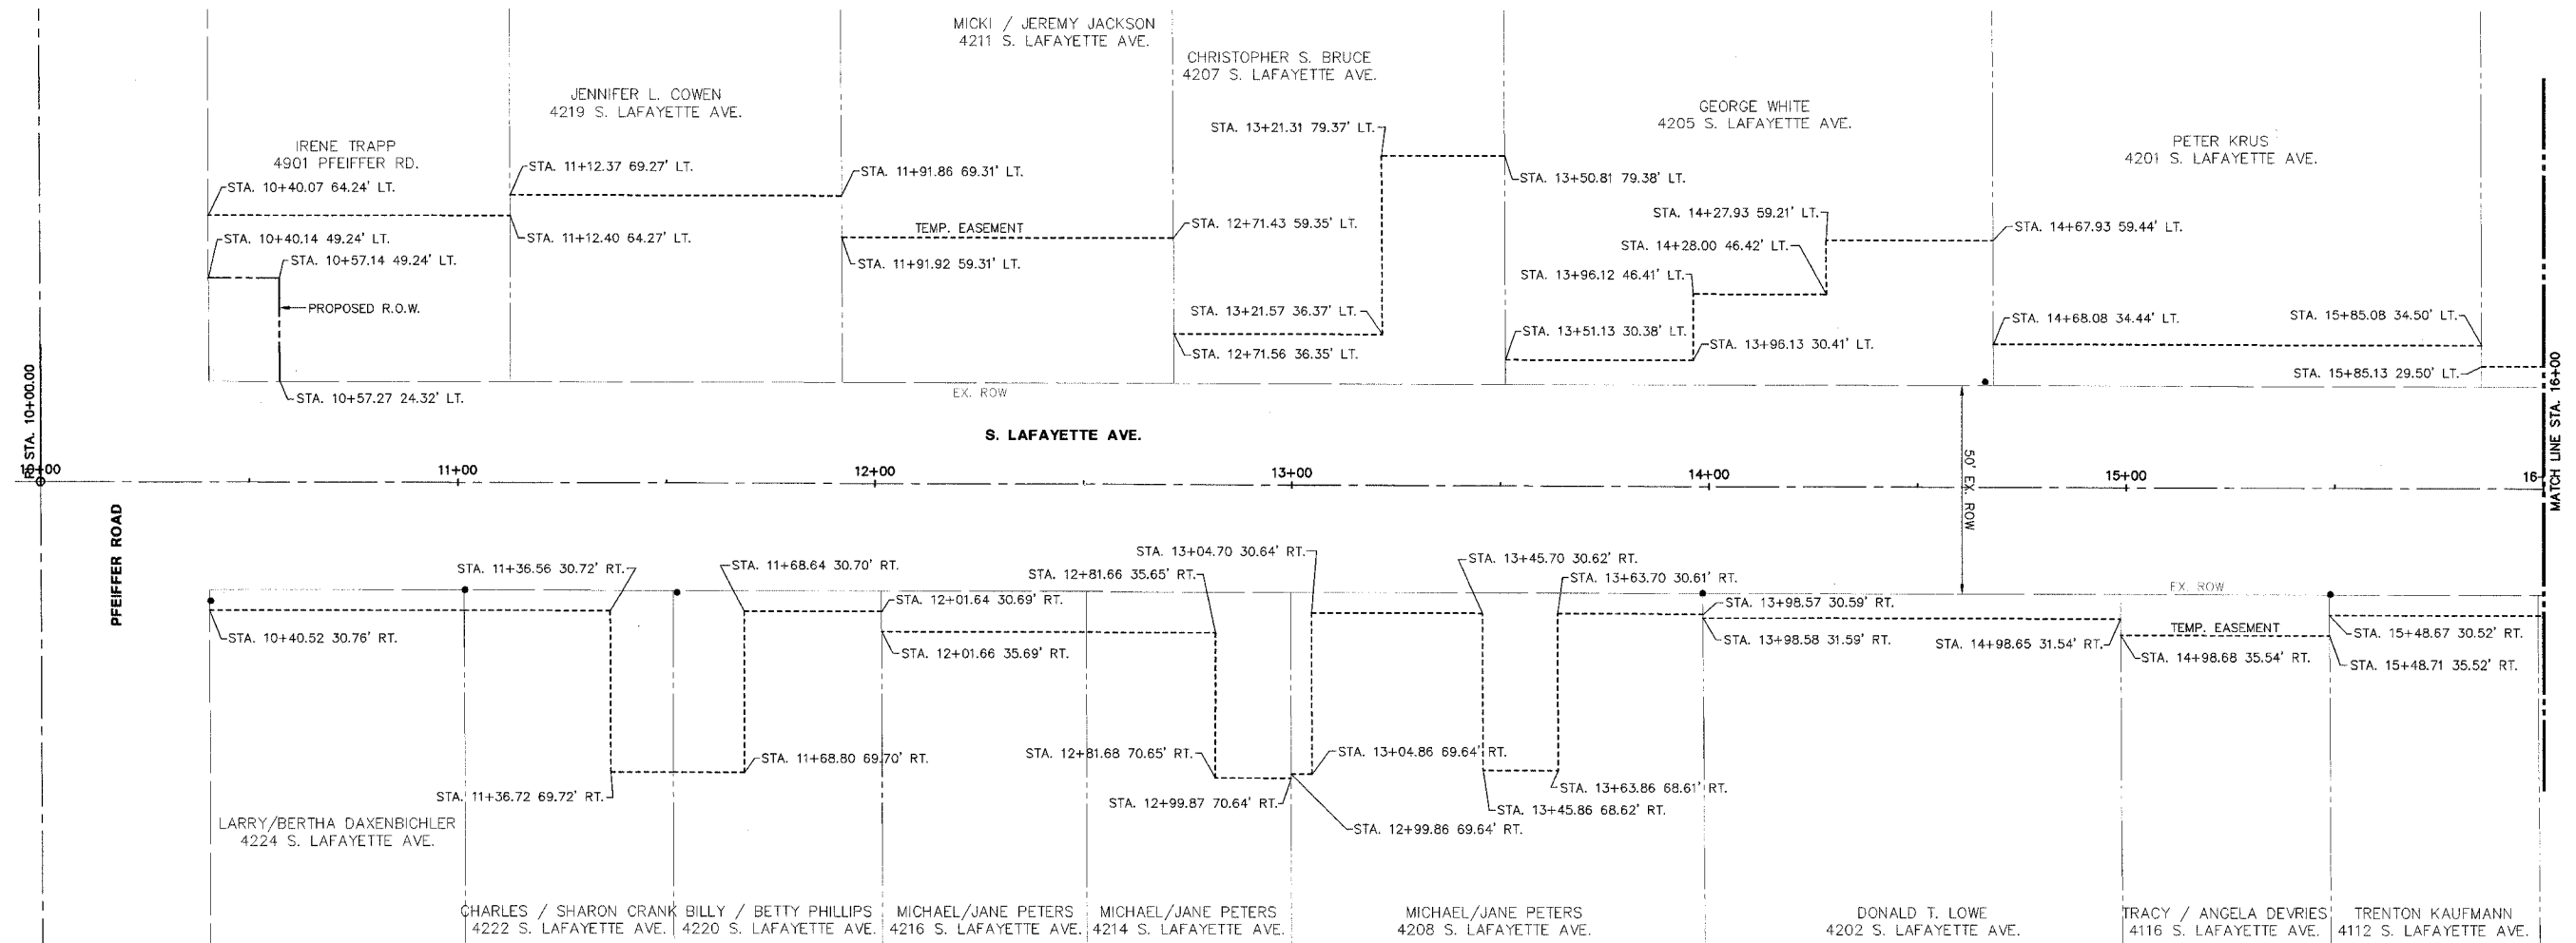 MICKI / JEREMY JACKSON
4211 S. LAFAYETTE AVE.
CHRISTOPHER S. BRUCE
4207 S. LAFAYETTE AVE.
JENNIFER L. COWEN
4219 S. LAFAYETTE AVE.
GEORGE WHITE
4205 S. LAFAYETTE AVE.
IRENE TRAPP
4901 PFEIFFER RD.
PETER KRUS
4201 S. LAFAYETTE AVE.
STA. 13+21.31 79.37' LT.
STA. 11+12.37 69.27' LT.
STA. 11+91.86 69.31' LT.
STA. 13+50.81 79.38' LT.
STA. 10+40.07 64.24' LT.
STA. 14+27.93 59.21' LT.
STA. 12+71.43 59.35' LT.
TEMP. EASEMENT
STA. 14+67.93 59.44' LT.
STA. 10+40.14 49.24' LT.
STA. 11+12.40 64.27' LT.
STA. 14+28.00 46.42' LT.
STA. 10+57.14 49.24' LT.
STA. 11+91.92 59.31' LT.
STA. 13+96.12 46.41' LT.
PROPOSED R.O.W.
STA. 13+21.57 36.37' LT.
STA. 14+68.08 34.44' LT.
STA. 15+85.08 34.50' LT.
STA. 13+51.13 30.38' LT.
STA. 13+96.13 30.41' LT.
STA. 12+71.56 36.35' LT.
STA. 15+85.13 29.50' LT.
STA. 10+57.27 24.32' LT.
EX. ROW
S. LAFAYETTE AVE.
STA. 10+00.00
10+00
11+00
12+00
13+00
14+00
15+00
16+
MATCH LINE STA. 16+00
50' EX. ROW
PFEIFFER ROAD
STA. 11+36.56 30.72' RT.
STA. 11+68.64 30.70' RT.
STA. 13+04.70 30.64' RT.
STA. 12+81.66 35.65' RT.
STA. 13+45.70 30.62' RT.
STA. 13+63.70 30.61' RT.
EX. ROW
STA. 12+01.64 30.69' RT.
STA. 13+98.57 30.59' RT.
STA. 10+40.52 30.76' RT.
STA. 12+01.66 35.69' RT.
STA. 13+98.58 31.59' RT.
STA. 14+98.65 31.54' RT.
TEMP. EASEMENT
STA. 15+48.67 30.52' RT.
STA. 14+98.68 35.54' RT.
STA. 15+48.71 35.52' RT.
STA. 11+68.80 69.70' RT.
STA. 12+81.68 70.65' RT.
STA. 13+04.86 69.64' RT.
STA. 11+36.72 69.72' RT.
STA. 12+99.87 70.64' RT.
STA. 13+63.86 68.61' RT.
STA. 13+45.86 68.62' RT.
STA. 12+99.86 69.64' RT.
LARRY/BERTHA DAXENBICHLER
4224 S. LAFAYETTE AVE.
CHARLES / SHARON CRANK
4222 S. LAFAYETTE AVE.
BILLY / BETTY PHILLIPS
4220 S. LAFAYETTE AVE.
MICHAEL/JANE PETERS
4216 S. LAFAYETTE AVE.
MICHAEL/JANE PETERS
4214 S. LAFAYETTE AVE.
MICHAEL/JANE PETERS
4208 S. LAFAYETTE AVE.
DONALD T. LOWE
4202 S. LAFAYETTE AVE.
TRACY / ANGELA DEVRIES
4116 S. LAFAYETTE AVE.
TRENTON KAUFMANN
4112 S. LAFAYETTE AVE.